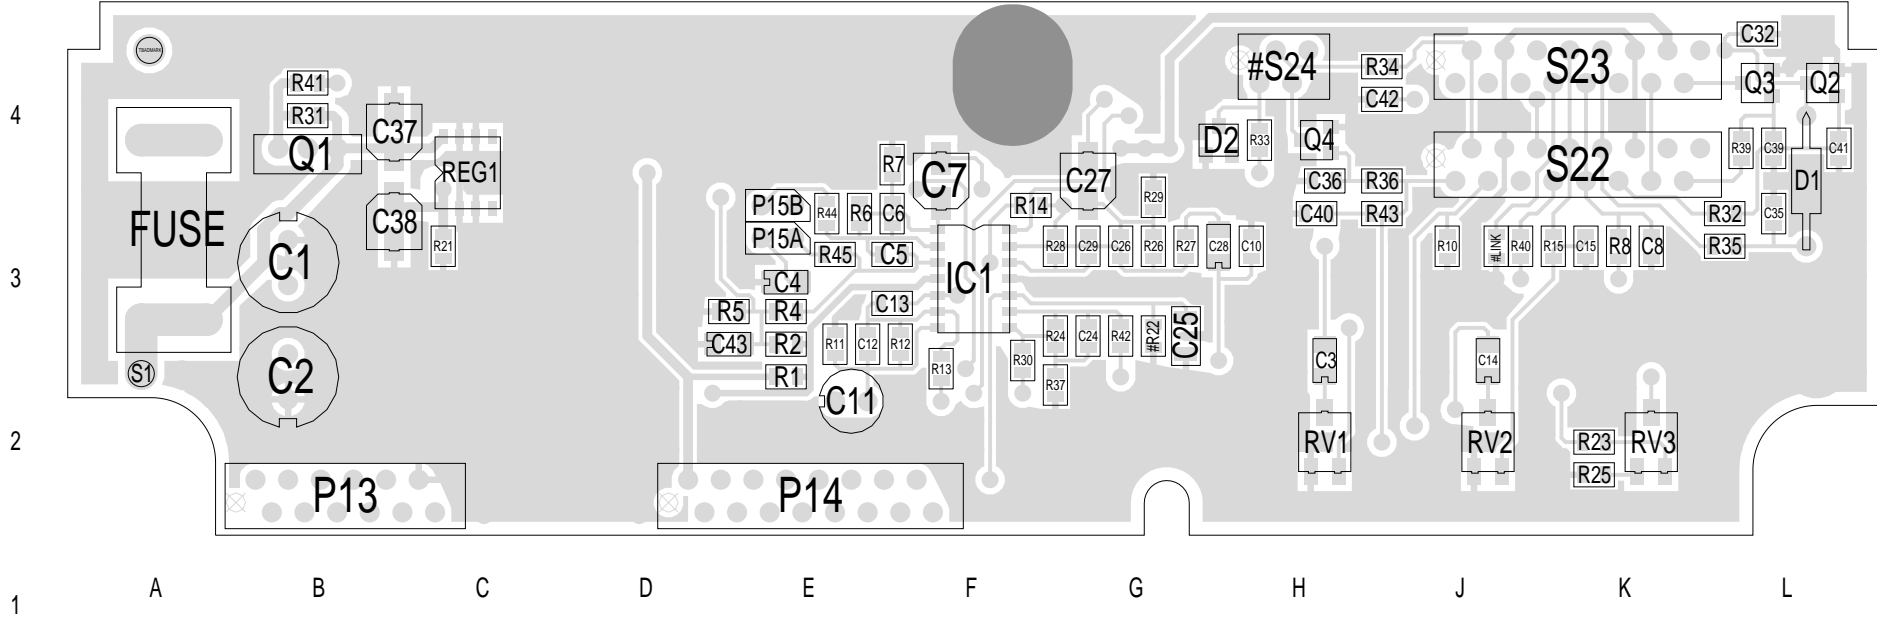 TBADMARK
C32
#S24
R34
S23
Q3
Q2
R41
4
R31
C37
C42
Q1
REG1
R7
C7
C27
D2
R33
Q4
S22
R39
C39
C41
C36
R36
D1
P15B
R44
R6
C6
R14
R29
C40
R43
R32
C35
FUSE
C38
P15A
R21
R45
C5
R28
C29
C26
R26
R27
C28
C10
R10
#LINK
R40
R15
C15
R8
C8
R35
C1
3
C4
IC1
R5
R4
C13
C43
R2
R11
C12
R12
R24
C24
R42
#R22
C25
R30
C3
C14
S1
C2
R1
R13
R37
C11
2
RV1
RV2
R23
RV3
R25
P13
P14
A
B
C
D
E
F
G
H
J
K
L
1